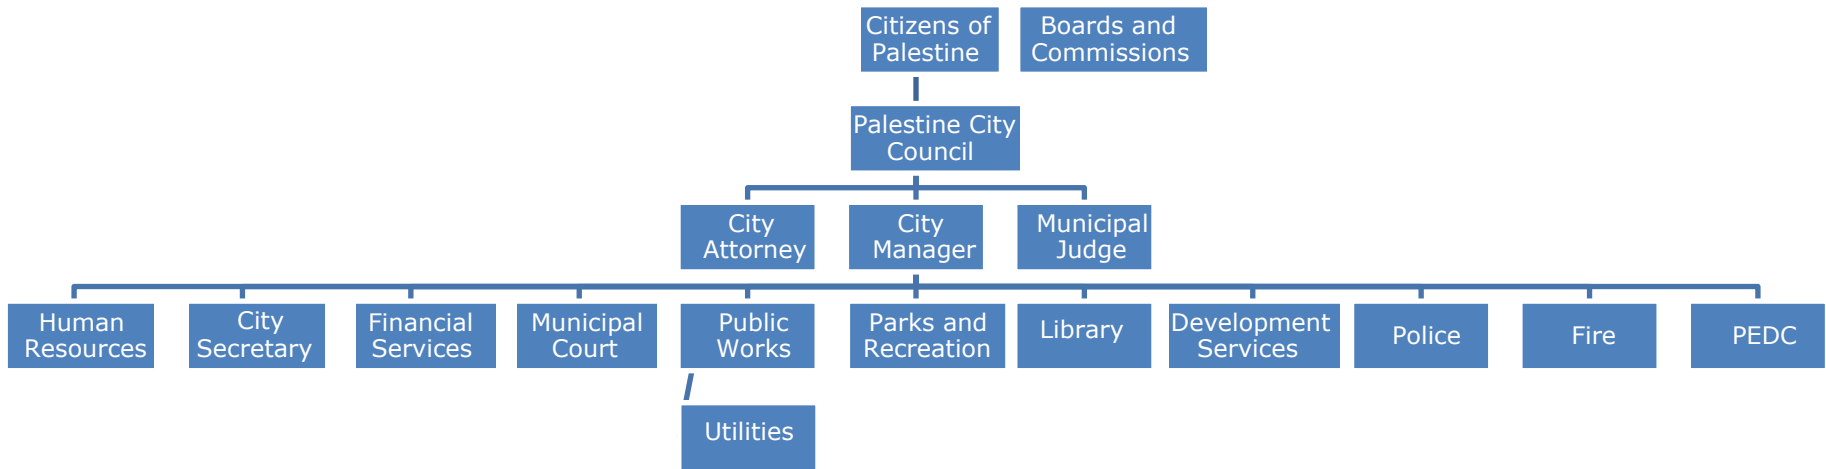 Citizens of
Palestine
Boards and
Commissions
Palestine City
Council
City
Attorney
City
Manager
Municipal
Judge
Human
Resources
City
Secretary
Financial
Services
Municipal
Court
Public
Works
Parks and
Recreation
Library
Development
Services
Police
Fire
PEDC
Utilities